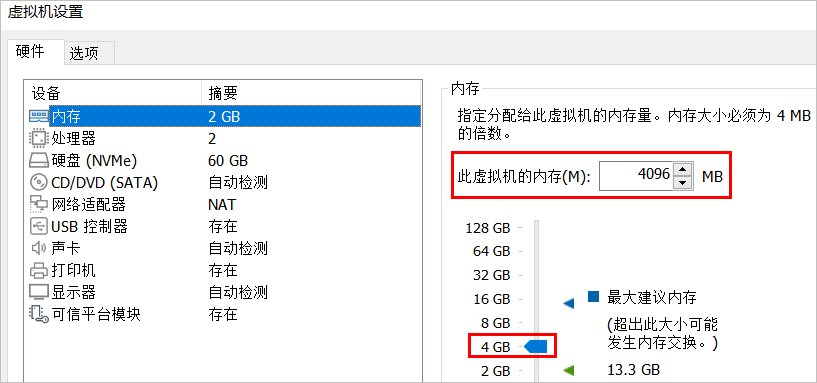 虚拟机设置
硬件 选项
设备 摘要
内存 2 GB
处理器 2
硬盘 (NVMe) 60 GB
CD/DVD (SATA) 自动检测
网络适配器 NAT
USB 控制器 存在
声卡 自动检测
打印机 存在
显示器 自动检测
可信平台模块 存在
内存
指定分配给此虚拟机的内存量。内存大小必须为 4 MB
的倍数。
此虚拟机的内存(M): 4096 MB
128 GB
64 GB
32 GB
16 GB
8 GB
4 GB
2 GB
最大建议内存
(超出此大小可能
发生内存交换。)
13.3 GB